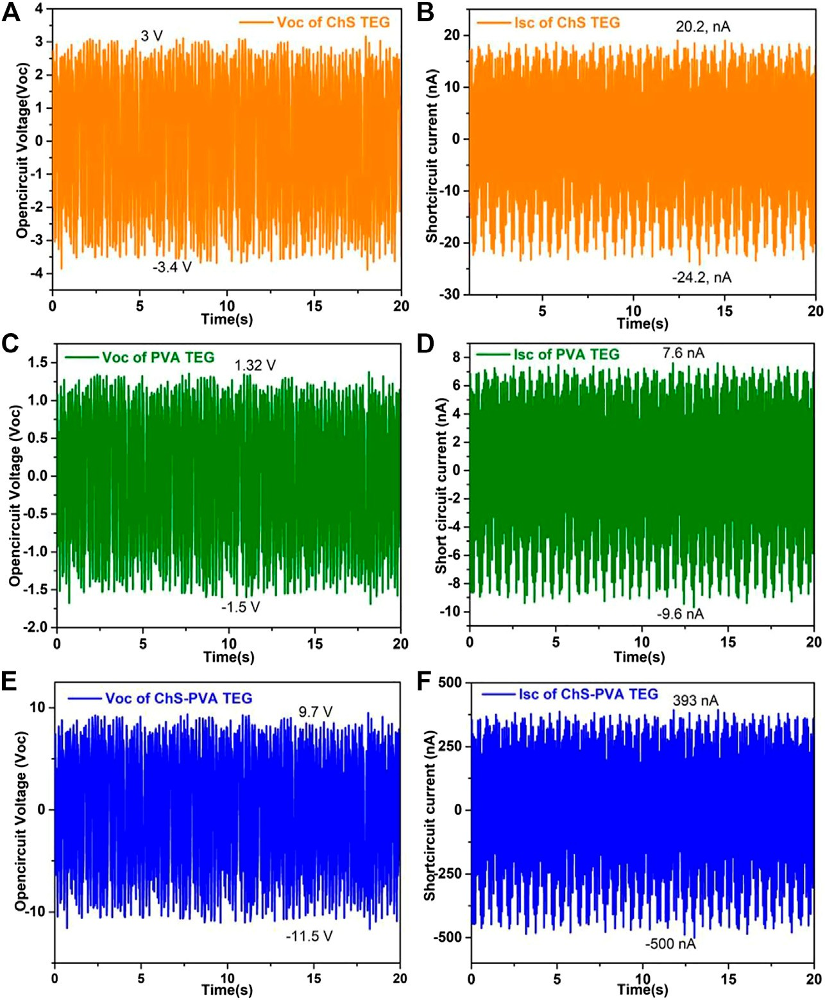 A
Voc of ChS TEG
3 V
4
3
2
1
0
-1
-2
-3
-4
Opencircuit Voltage(Voc)
-3.4 V
0 5 10 15 20
Time(s)
B
Isc of ChS TEG
20.2, nA
20
10
0
-10
-20
-30
Shortcircuit current (nA)
-24.2, nA
5 10 15 20
Time(s)
C
Voc of PVA TEG
1.32 V
1.5
1.0
0.5
0.0
-0.5
-1.0
-1.5
-2.0
Opencircuit Voltage (Voc)
-1.5 V
0 5 10 15 20
Time(s)
D
Isc of PVA TEG
7.6 nA
8
6
4
2
0
-2
-4
-6
-8
-10
Short circuit current (nA)
-9.6 nA
0 5 10 15 20
Time(s)
E
Voc of ChS-PVA TEG
9.7 V
10
0
-10
Opencircuit Voltage (Voc)
-11.5 V
0 5 10 15 20
Time(s)
F
Isc of ChS-PVA TEG
393 nA
500
250
0
-250
-500
Shortcircuit current (nA)
-500 nA
0 5 10 15 20
Time(s)